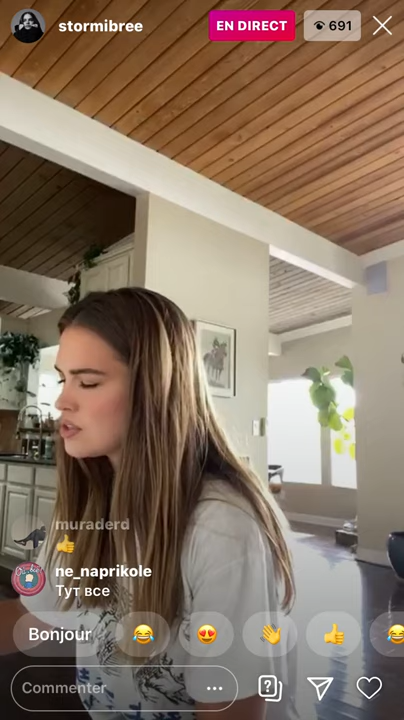 stormibree
EN DIRECT
691
muraderd
👍
ne_naprikole
Тут все
Bonjour
😂
😍
👋
👍
😂
Commenter